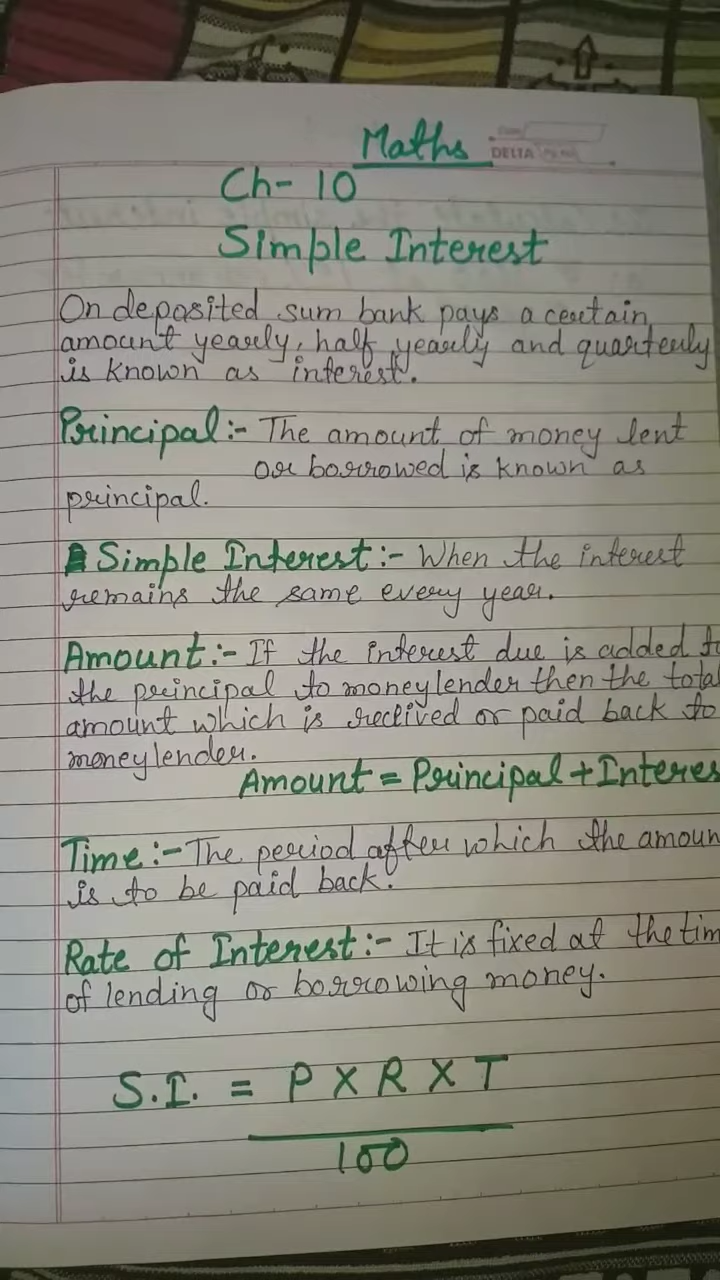 Maths
DELTA
Ch- 10
Simple Interest
On deposited sum bank pays a certain
amount yearly, half yearly and quarterly
is known as interest.
Principal:- The amount of money lent
or borrowed is known as
principal.
Simple Interest:- When the interest
remains the same every year.
Amount:- If the interest due is added t
the principal to moneylender then the total
amount which is received or paid back to
moneylender.
Amount = Principal + Interes
Time:- The period after which the amoun
is to be paid back.
Rate of Interest:- It is fixed at the tim
of lending or borrowing money.
S.I. = P X R X T
100